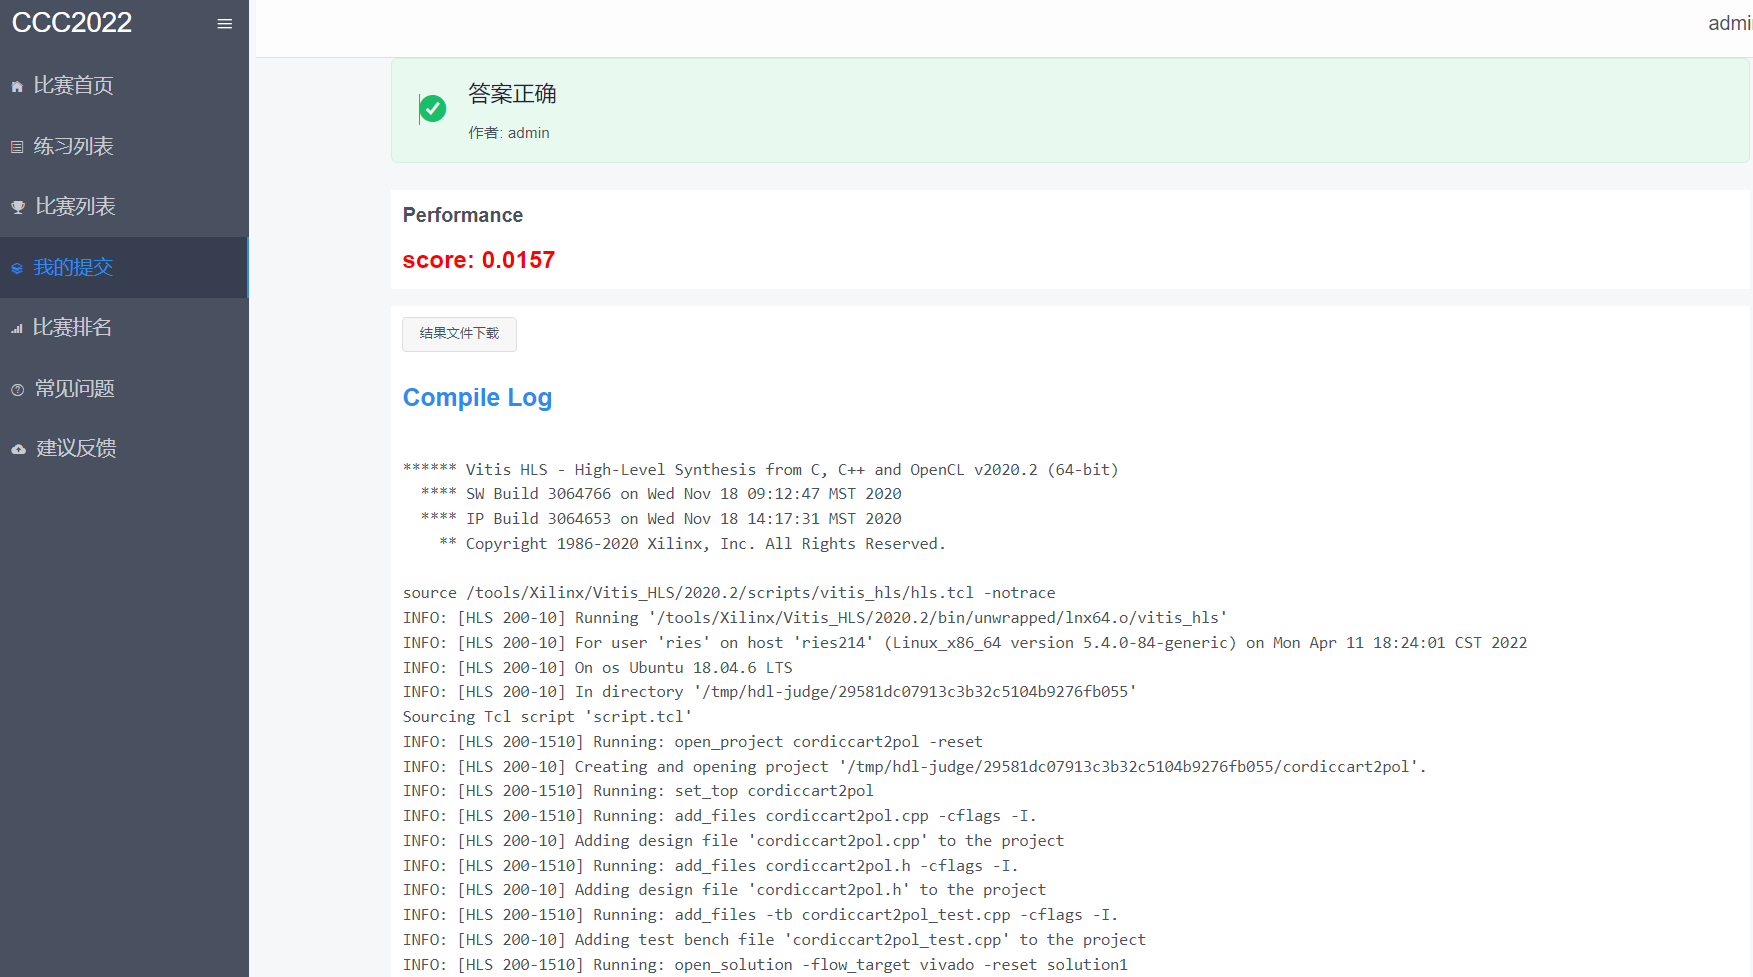 CCC2022
比赛首页
练习列表
比赛列表
我的提交
比赛排名
常见问题
建议反馈
admi
答案正确
作者: admin
Performance
score: 0.0157
结果文件下载
Compile Log
****** Vitis HLS - High-Level Synthesis from C, C++ and OpenCL v2020.2 (64-bit)
**** SW Build 3064766 on Wed Nov 18 09:12:47 MST 2020
**** IP Build 3064653 on Wed Nov 18 14:17:31 MST 2020
** Copyright 1986-2020 Xilinx, Inc. All Rights Reserved.
source /tools/Xilinx/Vitis_HLS/2020.2/scripts/vitis_hls/hls.tcl -notrace
INFO: [HLS 200-10] Running '/tools/Xilinx/Vitis_HLS/2020.2/bin/unwrapped/lnx64.o/vitis_hls'
INFO: [HLS 200-10] For user 'ries' on host 'ries214' (Linux_x86_64 version 5.4.0-84-generic) on Mon Apr 11 18:24:01 CST 2022
INFO: [HLS 200-10] On os Ubuntu 18.04.6 LTS
INFO: [HLS 200-10] In directory '/tmp/hdl-judge/29581dc07913c3b32c5104b9276fb055'
Sourcing Tcl script 'script.tcl'
INFO: [HLS 200-1510] Running: open_project cordiccart2pol -reset
INFO: [HLS 200-10] Creating and opening project '/tmp/hdl-judge/29581dc07913c3b32c5104b9276fb055/cordiccart2pol'.
INFO: [HLS 200-1510] Running: set_top cordiccart2pol
INFO: [HLS 200-1510] Running: add_files cordiccart2pol.cpp -cflags -I.
INFO: [HLS 200-10] Adding design file 'cordiccart2pol.cpp' to the project
INFO: [HLS 200-1510] Running: add_files cordiccart2pol.h -cflags -I.
INFO: [HLS 200-10] Adding design file 'cordiccart2pol.h' to the project
INFO: [HLS 200-1510] Running: add_files -tb cordiccart2pol_test.cpp -cflags -I.
INFO: [HLS 200-10] Adding test bench file 'cordiccart2pol_test.cpp' to the project
INFO: [HLS 200-1510] Running: open_solution -flow_target vivado -reset solution1